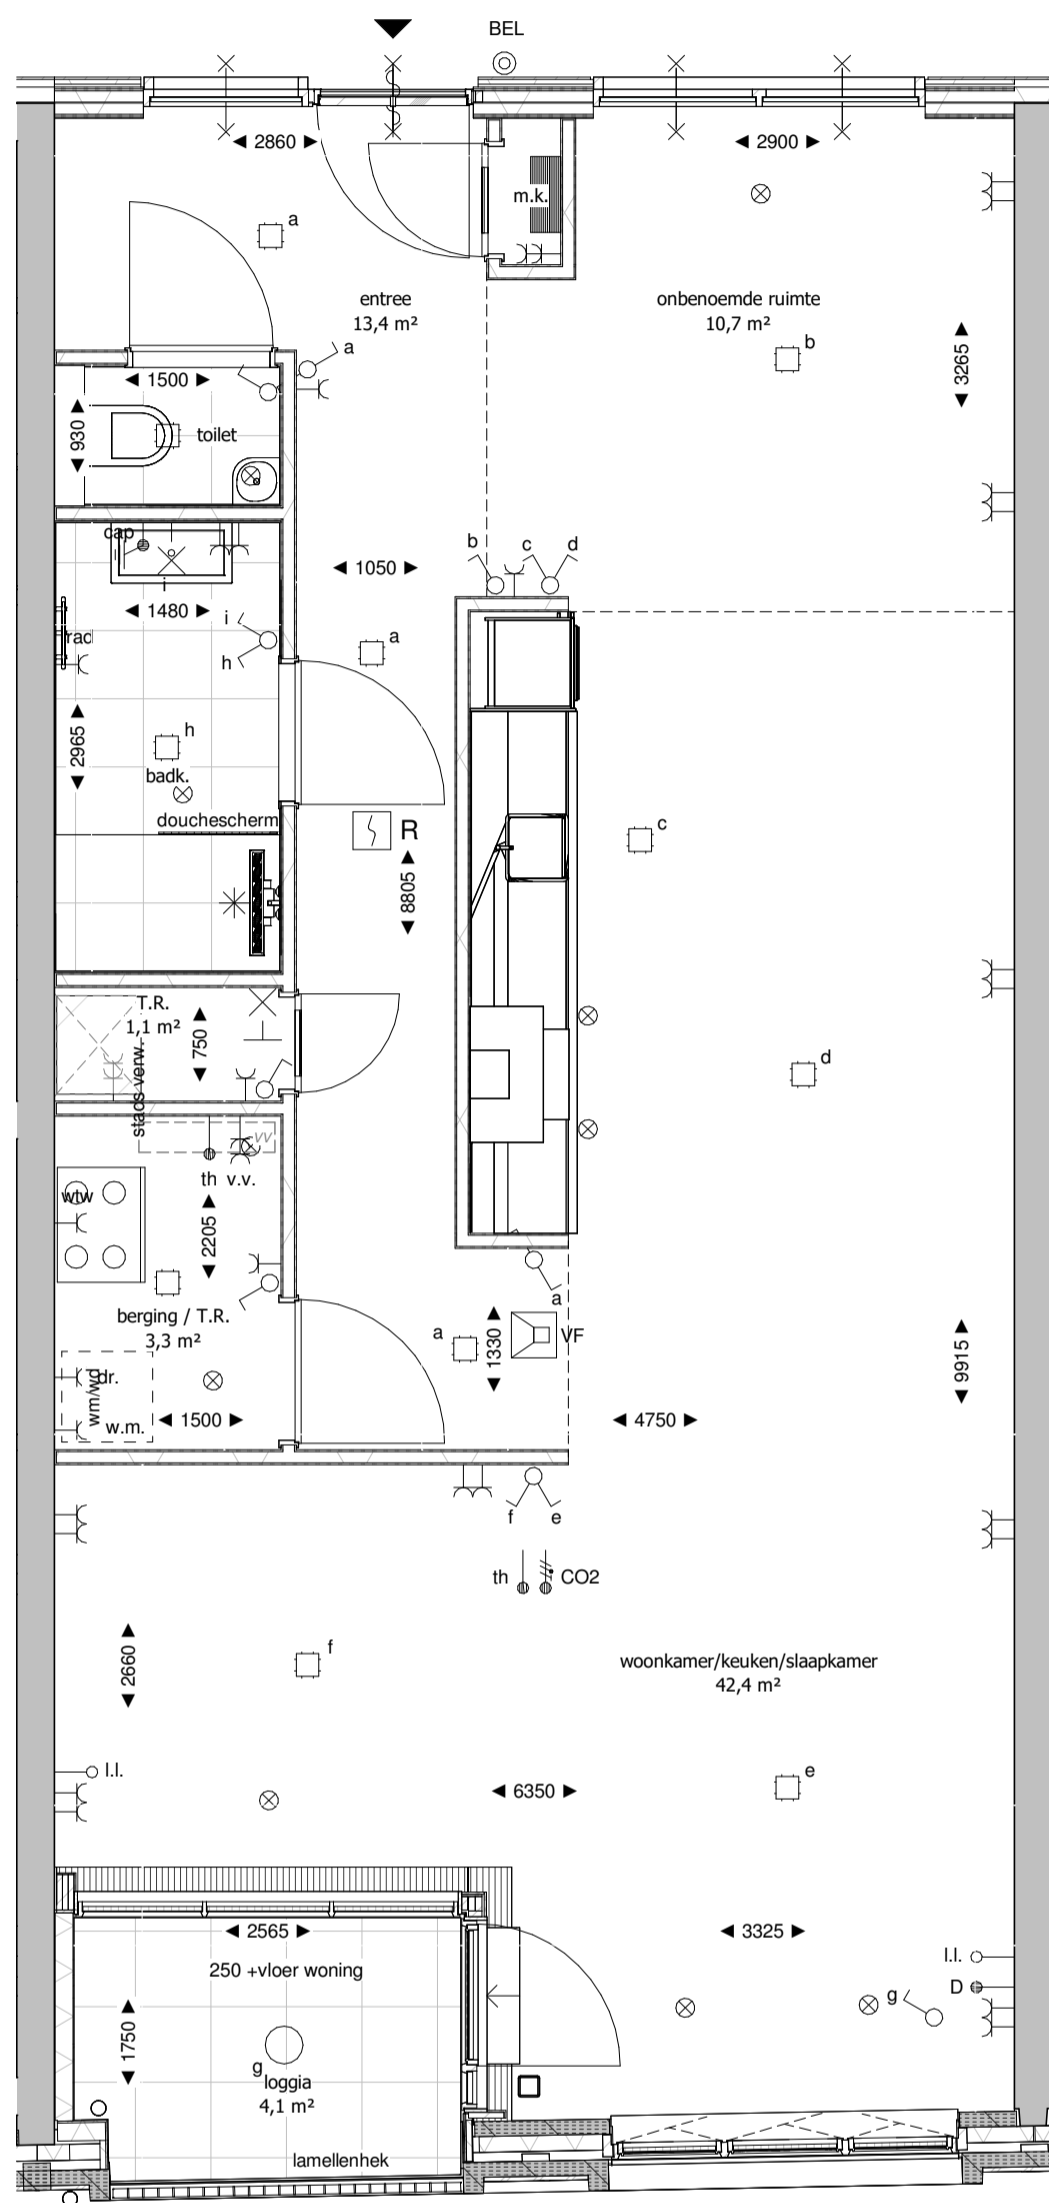 BEL
2860
2900
m.k.
a
entree
13,4 m²
onbenoemde ruimte
10,7 m²
3265
b
a
1500
930
toilet
cap
b
c
d
1050
i
1480
i
h
rad
a
2965
h
badk.
douchescherm
R
8805
c
T.R.
1,1 m²
750
stads verw.
d
vv
th
v.v.
wtw
2205
berging / T.R.
3,3 m²
a
a
1330
VF
9915
dr.
wm/wd
w.m.
1500
4750
f
e
th
CO2
2660
f
woonkamer/keuken/slaapkamer
42,4 m²
l.l.
6350
e
2565
3325
250 +vloer woning
l.l.
D
g
1750
g
loggia
4,1 m²
lamellenhek